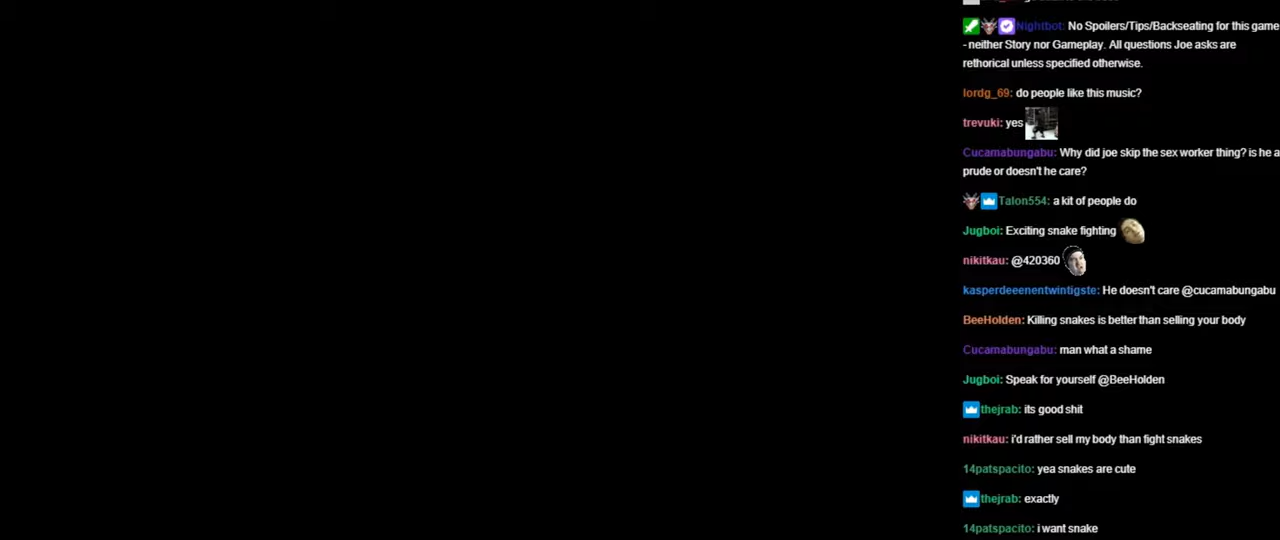 Nightbot: No Spoilers/Tips/Backseating for this game
- neither Story nor Gameplay. All questions Joe asks are
rethorical unless specified otherwise.
lordg_69: do people like this music?
trevuki: yes
Cucamabungabu: Why did joe skip the sex worker thing? is he a
prude or doesn't he care?
Talon554: a kit of people do
Jugboi: Exciting snake fighting
nikitkau: @420360
kasperdeeenentwintigste: He doesn't care @cucamabungabu
BeeHolden: Killing snakes is better than selling your body
Cucamabungabu: man what a shame
Jugboi: Speak for yourself @BeeHolden
thejrab: its good shit
nikitkau: i'd rather sell my body than fight snakes
14patspacito: yea snakes are cute
thejrab: exactly
14patspacito: i want snake